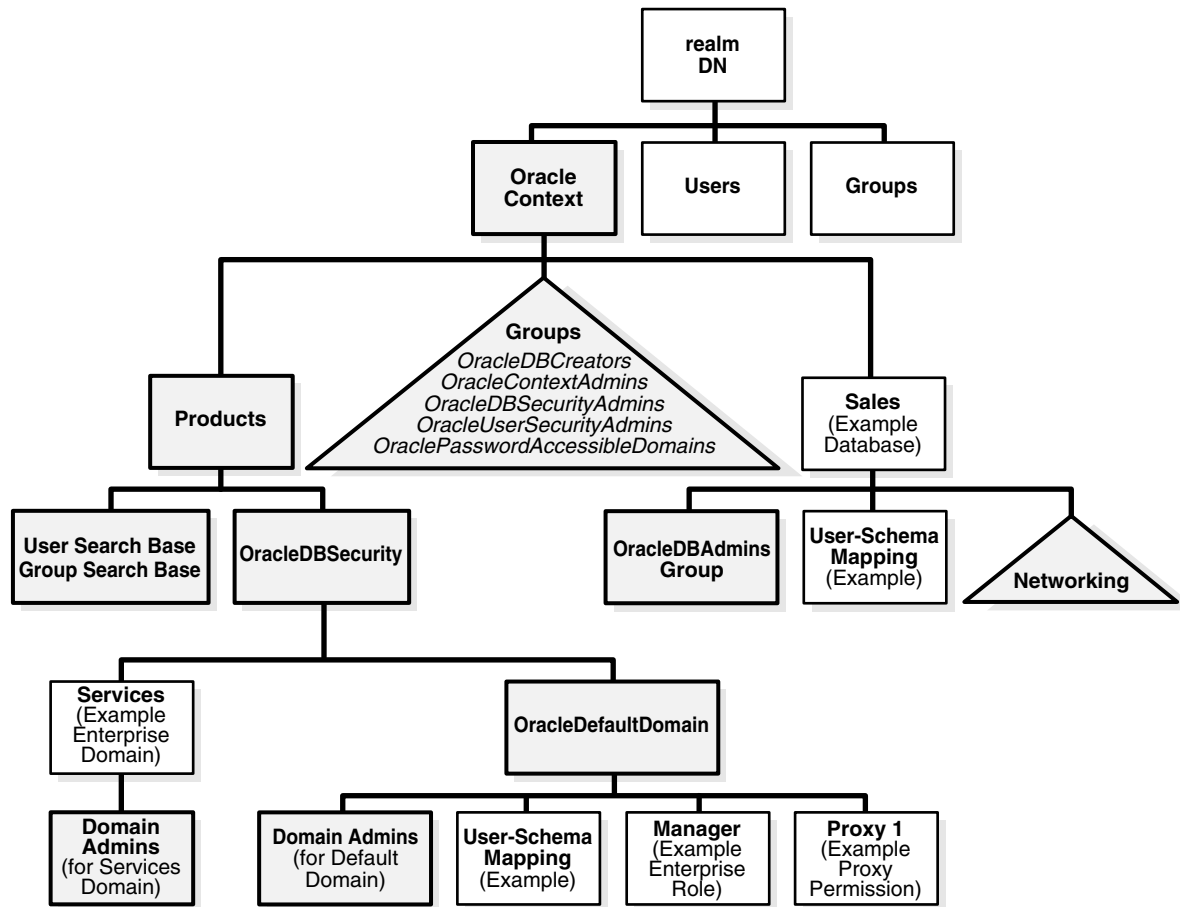 realm
DN
Oracle
Context
Users
Groups
Groups
OracleDBCreators
OracleContextAdmins
OracleDBSecurityAdmins
OracleUserSecurityAdmins
OraclePasswordAccessibleDomains
Products
Sales
(Example
Database)
User Search Base
Group Search Base
OracleDBSecurity
OracleDBAdmins
Group
User-Schema
Mapping
(Example)
Networking
Services
(Example
Enterprise
Domain)
OracleDefaultDomain
Domain
Admins
(for Services
Domain)
Domain Admins
(for Default
Domain)
User-Schema
Mapping
(Example)
Manager
(Example
Enterprise
Role)
Proxy 1
(Example
Proxy
Permission)